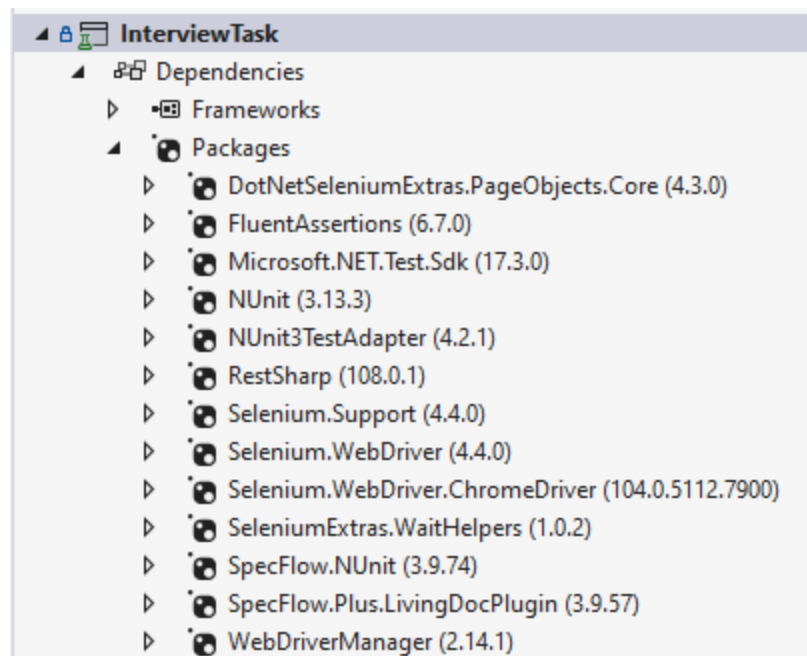 InterviewTask
Dependencies
Frameworks
Packages
DotNetSeleniumExtras.PageObjects.Core (4.3.0)
FluentAssertions (6.7.0)
Microsoft.NET.Test.Sdk (17.3.0)
NUnit (3.13.3)
NUnit3TestAdapter (4.2.1)
RestSharp (108.0.1)
Selenium.Support (4.4.0)
Selenium.WebDriver (4.4.0)
Selenium.WebDriver.ChromeDriver (104.0.5112.7900)
SeleniumExtras.WaitHelpers (1.0.2)
SpecFlow.NUnit (3.9.74)
SpecFlow.Plus.LivingDocPlugin (3.9.57)
WebDriverManager (2.14.1)